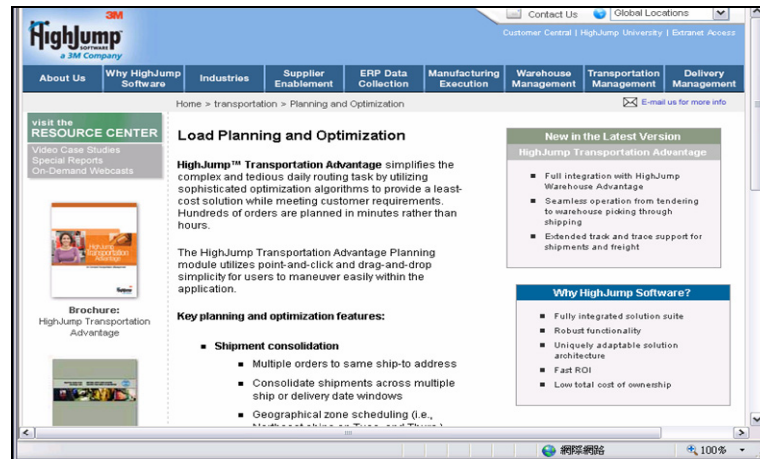 3M
HighJump
SOFTWARE
a 3M Company
Contact Us
Global Locations
Customer Central | HighJump University | Extranet Access
About Us
Why HighJump Software
Industries
Supplier Enablement
ERP Data Collection
Manufacturing Execution
Warehouse Management
Transportation Management
Delivery Management
Home > transportation > Planning and Optimization
E-mail us for more info
visit the
RESOURCE CENTER
Video Case Studies
Special Reports
On-Demand Webcasts
HighJump
Transportation
Advantage
Brochure:
HighJump Transportation
Advantage
Load Planning and Optimization
HighJump™ Transportation Advantage simplifies the
complex and tedious daily routing task by utilizing
sophisticated optimization algorithms to provide a least-
cost solution while meeting customer requirements.
Hundreds of orders are planned in minutes rather than
hours.
The HighJump Transportation Advantage Planning
module utilizes point-and-click and drag-and-drop
simplicity for users to maneuver easily within the
application.
Key planning and optimization features:
Shipment consolidation
Multiple orders to same ship-to address
Consolidate shipments across multiple
ship or delivery date windows
Geographical zone scheduling (i.e.,
Northeast ships on Tues. and Thurs.)
New in the Latest Version
HighJump Transportation Advantage
Full integration with HighJump
Warehouse Advantage
Seamless operation from tendering
to warehouse picking through
shipping
Extended track and trace support for
shipments and freight
Why HighJump Software?
Fully integrated solution suite
Robust functionality
Uniquely adaptable solution
architecture
Fast ROI
Low total cost of ownership
網際網路
100%